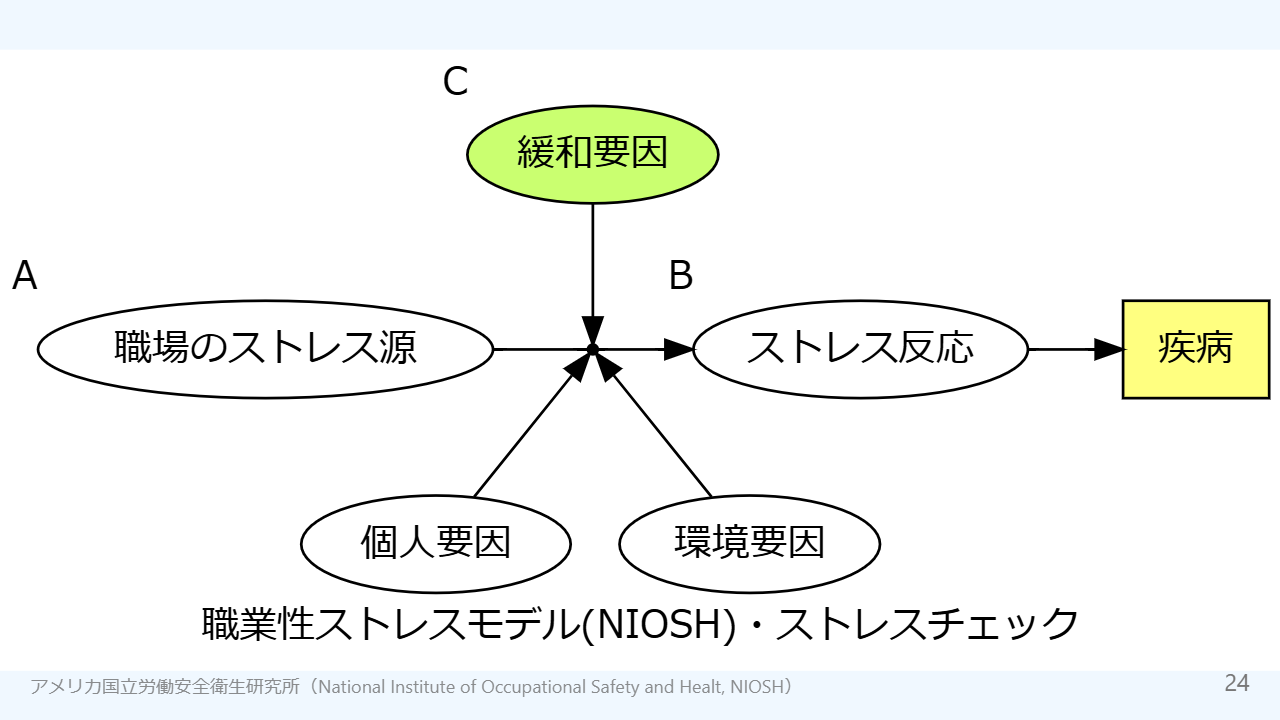 C
緩和要因
A
職場のストレス源
B
ストレス反応
疾病
個人要因
環境要因
職業性ストレスモデル(NIOSH)・ストレスチェック
アメリカ国立労働安全衛生研究所（National Institute of Occupational Safety and Healt, NIOSH）
24